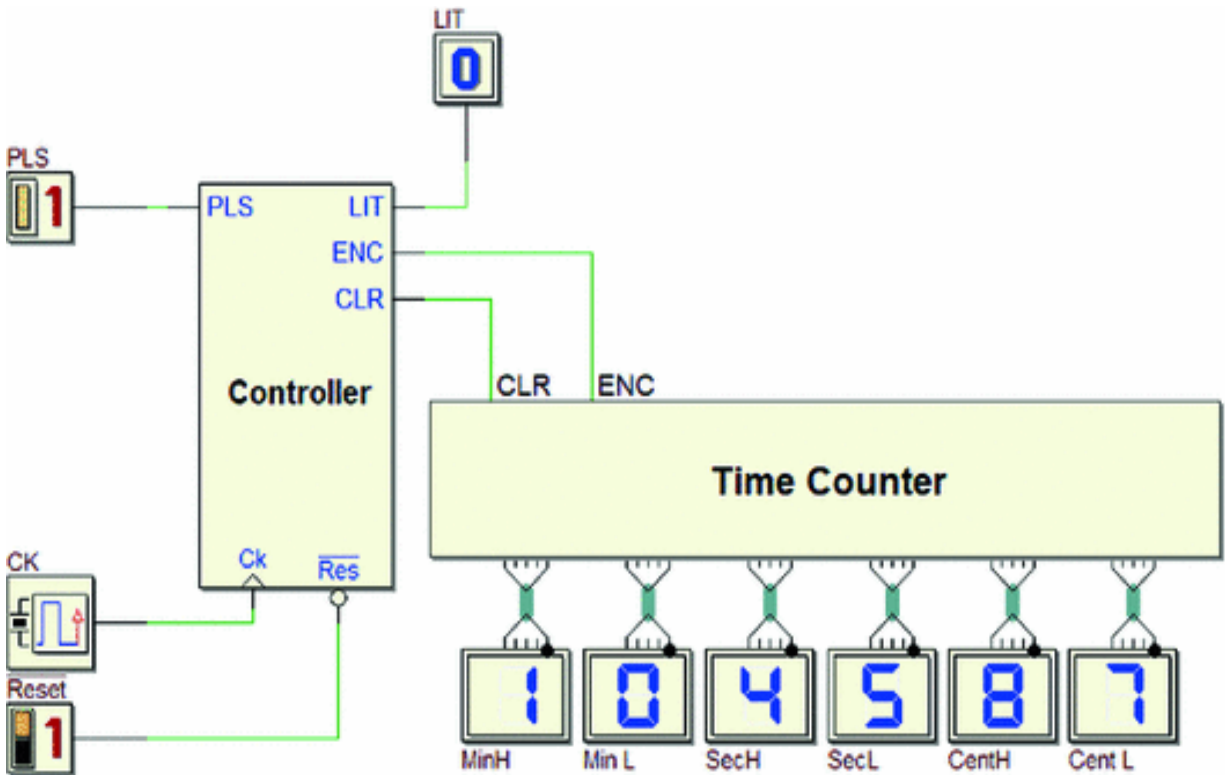 LIT
0
PLS
1
PLS LIT
ENC
CLR
Controller
CLR ENC
Time Counter
CK
Ck Res
Reset
1
1 0 4 5 8 7
MinH Min L SecH SecL CentH Cent L